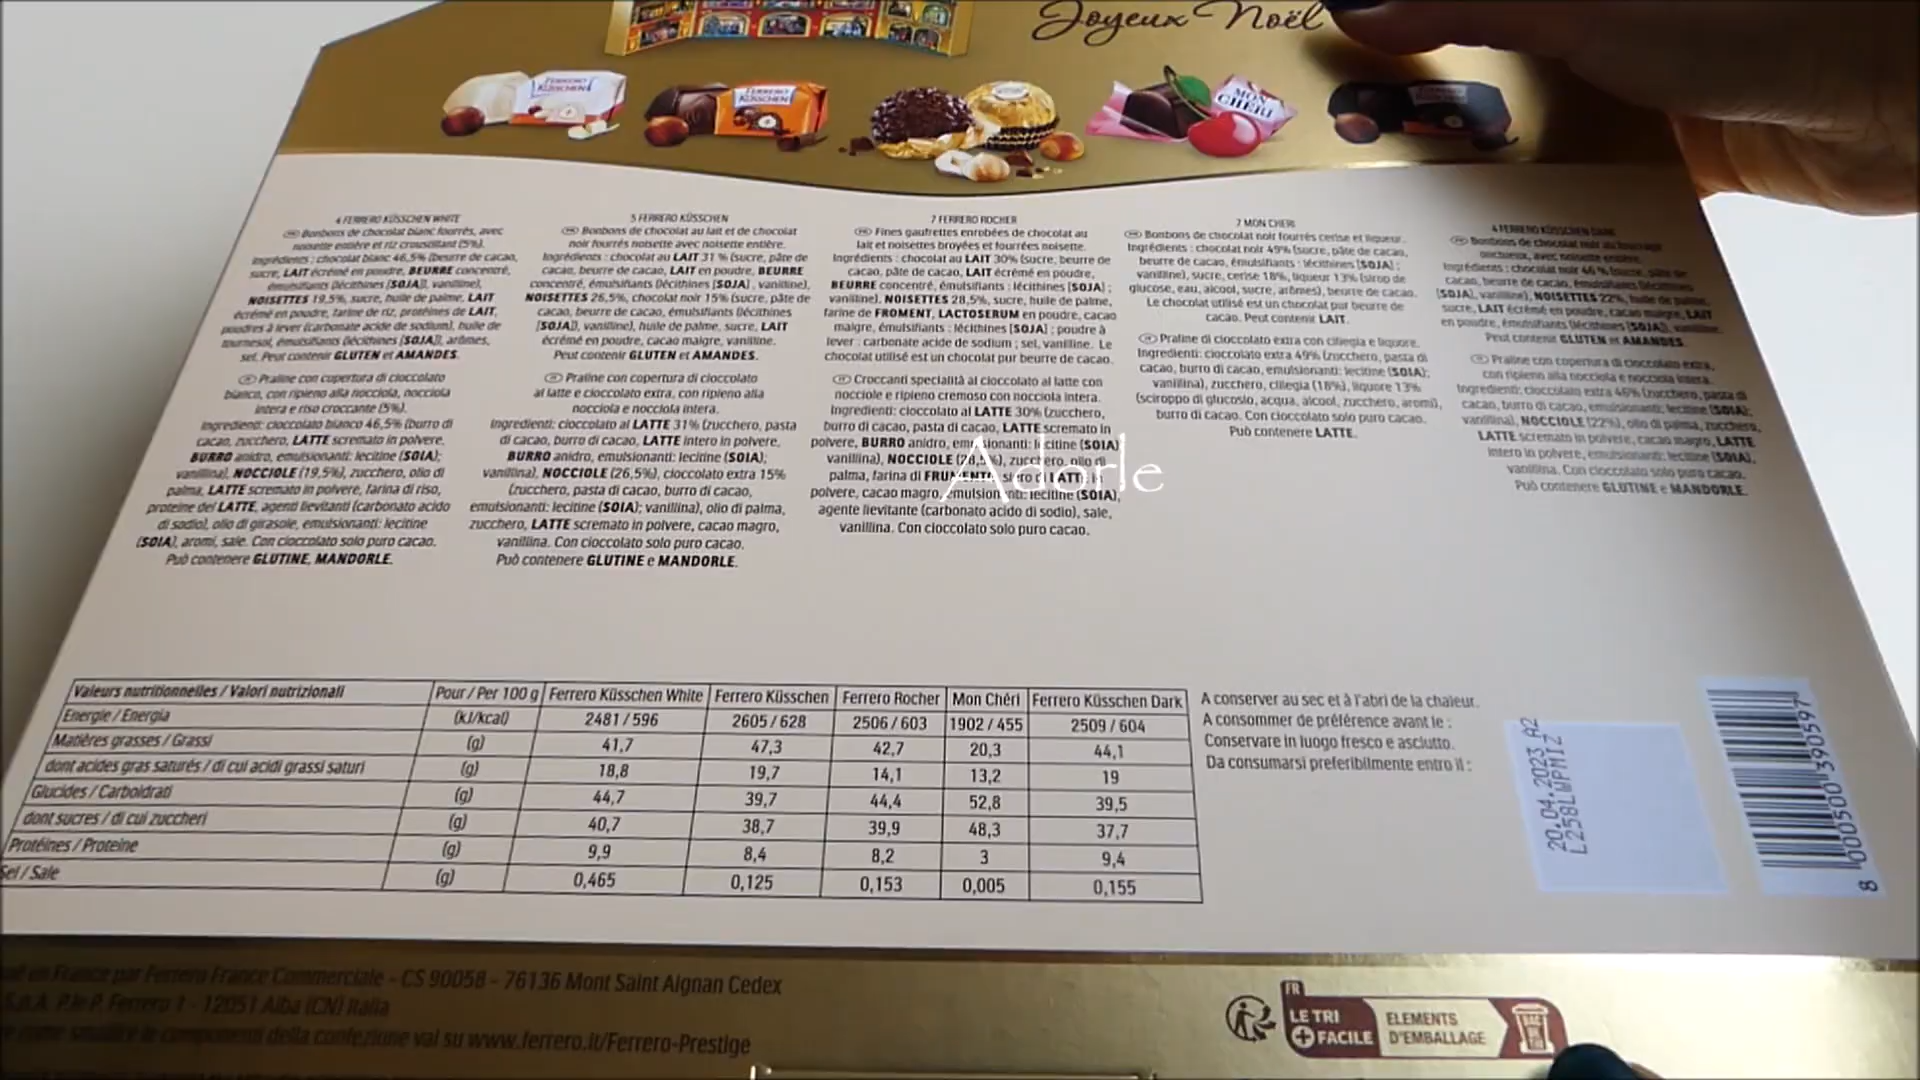 Joyeux Noël
FERRERO
KÜSSCHEN
FERRERO
KÜSSCHEN
MON
CHÉRI
4 FERRERO KÜSSCHEN WHITE
Bonbons de chocolat blanc fourrés, avec
noisette entière et riz croustillant (5%).
Ingrédients : chocolat blanc 46,5% (beurre de cacao,
sucre, LAIT écrémé en poudre, BEURRE concentré,
émulsifiants (lécithines [SOJA]), vanilline),
NOISETTES 19,5%, sucre, huile de palme, LAIT
écrémé en poudre, farine de riz, protéines de LAIT,
poudres à lever (carbonate acide de sodium), huile de
tournesol, émulsifiants (lécithines [SOJA]), arômes,
sel. Peut contenir GLUTEN et AMANDES.
Praline con copertura di cioccolato
bianco, con ripieno alla nocciola, nocciola
intera e riso croccante (5%).
Ingredienti: cioccolato bianco 46,5% (burro di
cacao, zucchero, LATTE scremato in polvere,
BURRO anidro, emulsionanti: lecitine (SOIA);
vanillina), NOCCIOLE (19,5%), zucchero, olio di
palma, LATTE scremato in polvere, farina di riso,
proteine del LATTE, agenti lievitanti (carbonato acido
di sodio), olio di girasole, emulsionanti: lecitine
(SOIA), aromi, sale. Con cioccolato solo puro cacao.
Può contenere GLUTINE, MANDORLE.
5 FERRERO KÜSSCHEN
Bonbons de chocolat au lait et de chocolat
noir fourrés noisette avec noisette entière.
Ingrédients : chocolat au LAIT 31 % (sucre, pâte de
cacao, beurre de cacao, LAIT en poudre, BEURRE
concentré, émulsifiants (lécithines [SOJA], vanilline),
NOISETTES 26,5%, chocolat noir 15% (sucre, pâte de
cacao, beurre de cacao, émulsifiants (lécithines
[SOJA]), vanilline), huile de palme, sucre, LAIT
écrémé en poudre, cacao maigre, vanilline.
Peut contenir GLUTEN et AMANDES.
Praline con copertura di cioccolato
al latte e cioccolato extra, con ripieno alla
nocciola e nocciola intera.
Ingredienti: cioccolato al LATTE 31% (zucchero, pasta
di cacao, burro di cacao, LATTE intero in polvere,
BURRO anidro, emulsionanti: lecitine (SOIA);
vanillina), NOCCIOLE (26,5%), cioccolato extra 15%
(zucchero, pasta di cacao, burro di cacao,
emulsionanti: lecitine (SOIA); vanillina), olio di palma,
zucchero, LATTE scremato in polvere, cacao magro,
vanillina. Con cioccolato solo puro cacao.
Può contenere GLUTINE e MANDORLE.
7 FERRERO ROCHER
Fines gaufrettes enrobées de chocolat au
lait et noisettes broyées et fourrées noisette.
Ingrédients : chocolat au LAIT 30% (sucre, beurre de
cacao, pâte de cacao, LAIT écrémé en poudre,
BEURRE concentré, émulsifiants : lécithines [SOJA] ;
vanilline), NOISETTES 28,5%, sucre, huile de palme,
farine de FROMENT, LACTOSERUM en poudre, cacao
maigre, émulsifiants : lécithines [SOJA] ; poudre à
lever : carbonate acide de sodium ; sel, vanilline. Le
chocolat utilisé est un chocolat pur beurre de cacao.
Croccanti specialità al cioccolato al latte con
nocciole e ripieno cremoso con nocciola intera.
Ingredienti: cioccolato al LATTE 30% (zucchero,
burro di cacao, pasta di cacao, LATTE scremato in
polvere, BURRO anidro, emulsionanti: lecitine (SOIA)
vanillina), NOCCIOLE (28,5%), zucchero, olio di
palma, farina di FRUMENTO, siero di LATTE in
polvere, cacao magro, emulsionanti: lecitine (SOIA),
agente lievitante (carbonato acido di sodio), sale,
vanillina. Con cioccolato solo puro cacao.
Adorle
7 MON CHERI
Bonbons de chocolat noir fourrés cerise et liqueur.
Ingrédients : chocolat noir 49% (sucre, pâte de cacao,
beurre de cacao, émulsifiants : lécithines [SOJA] ;
vanilline), sucre, cerise 18%, liqueur 13% (sirop de
glucose, eau, alcool, sucre, arômes), beurre de cacao.
Le chocolat utilisé est un chocolat pur beurre de
cacao. Peut contenir LAIT.
Praline di cioccolato extra con ciliegia e liquore.
Ingredienti: cioccolato extra 49% (zucchero, pasta di
cacao, burro di cacao, emulsionanti: lecitine (SOIA);
vanillina), zucchero, ciliegia (18%), liquore 13%
(sciroppo di glucosio, acqua, alcool, zucchero, aromi),
burro di cacao. Con cioccolato solo puro cacao.
Può contenere LATTE.
4 FERRERO KÜSSCHEN DARK
Bonbons de chocolat noir au fourrage
onctueux, avec noisette entière.
Ingrédients : chocolat noir 46 % (sucre, pâte de
cacao, beurre de cacao, émulsifiants (lécithines
[SOJA), vanilline), NOISETTES 22%, huile de palme,
sucre, LAIT écrémé en poudre, cacao maigre, LAIT
en poudre, émulsifiants (lécithines [SOJA]), vanilline.
Peut contenir GLUTEN et AMANDES.
Praline con copertura di cioccolato extra,
con ripieno alla nocciola e nocciola intera.
Ingredienti: cioccolato extra 46% (zucchero, pasta di
cacao, burro di cacao, emulsionanti: lecitine (SOIA);
vanillina), NOCCIOLE (22%), olio di palma, zucchero,
LATTE scremato in polvere, cacao magro, LATTE
intero in polvere, emulsionanti: lecitine (SOIA),
vanillina. Con cioccolato solo puro cacao.
Può contenere GLUTINE e MANDORLE.
Valeurs nutritionnelles / Valori nutrizionali Pour / Per 100 g Ferrero Küsschen White Ferrero Küsschen Ferrero Rocher Mon Chéri Ferrero Küsschen Dark
Energie / Energia (kJ/kcal) 2481 / 596 2605 / 628 2506 / 603 1902 / 455 2509 / 604
Matières grasses / Grassi (g) 41,7 47,3 42,7 20,3 44,1
dont acides gras saturés / di cui acidi grassi saturi (g) 18,8 19,7 14,1 13,2 19
Glucides / Carboidrati (g) 44,7 39,7 44,4 52,8 39,5
dont sucres / di cui zuccheri (g) 40,7 38,7 39,9 48,3 37,7
Protéines / Proteine (g) 9,9 8,4 8,2 3 9,4
Sel / Sale (g) 0,465 0,125 0,153 0,005 0,155
A conserver au sec et à l'abri de la chaleur.
A consommer de préférence avant le :
Conservare in luogo fresco e asciutto.
Da consumarsi preferibilmente entro il :
20.04.2023 A2
L258LWPMIZ
8 000500 390597
en France par Ferrero France Commerciale - CS 90058 - 76136 Mont Saint Aignan Cedex
S.p.A. P.le P. Ferrero 1 - 12051 Alba (CN) Italia
come smaltire le componenti della confezione vai su www.ferrero.it/Ferrero-Prestige
FR
LE TRI
+ FACILE
ELEMENTS
D'EMBALLAGE
BAC
DE TRI